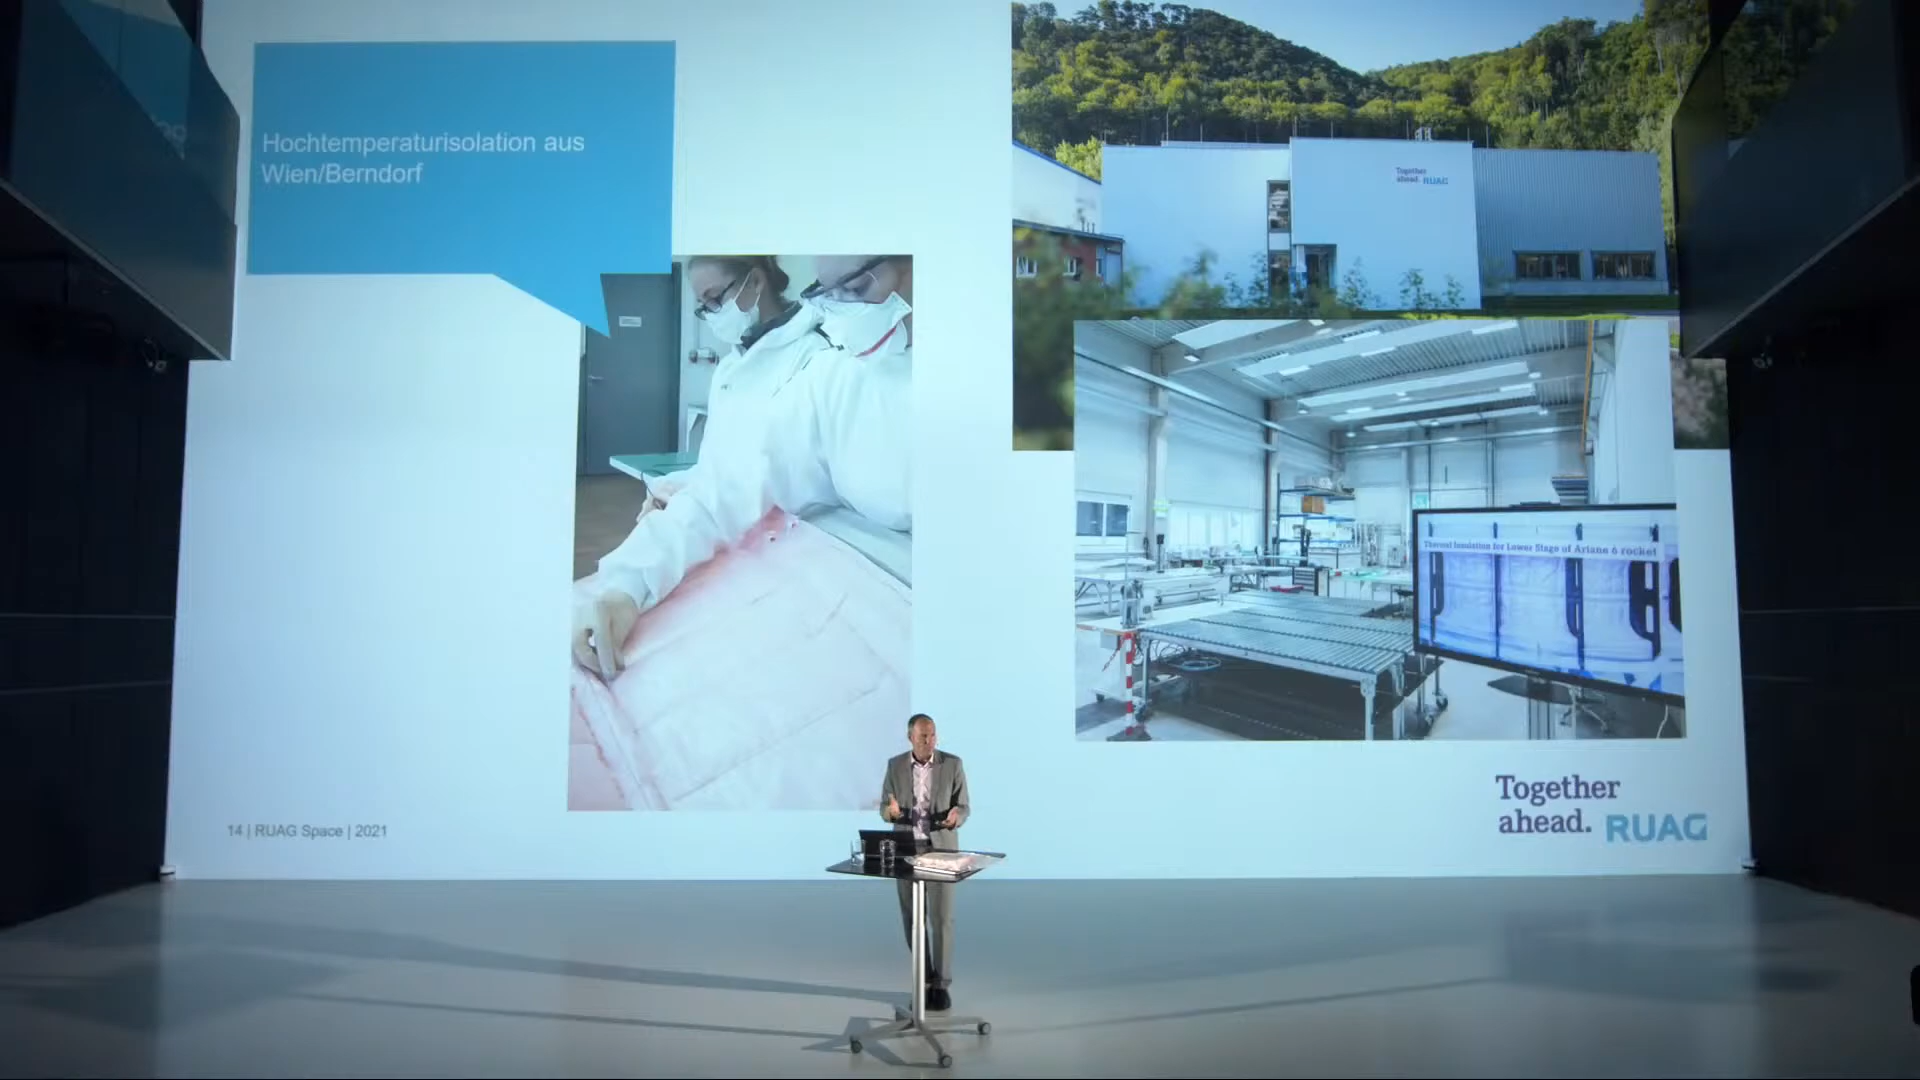 Hochtemperaturisolation aus
Wien/Berndorf
Together
ahead. RUAG
Thermal Insulation for Lower Stage of Ariane 6 rocket
14 | RUAG Space | 2021
Together
ahead. RUAG